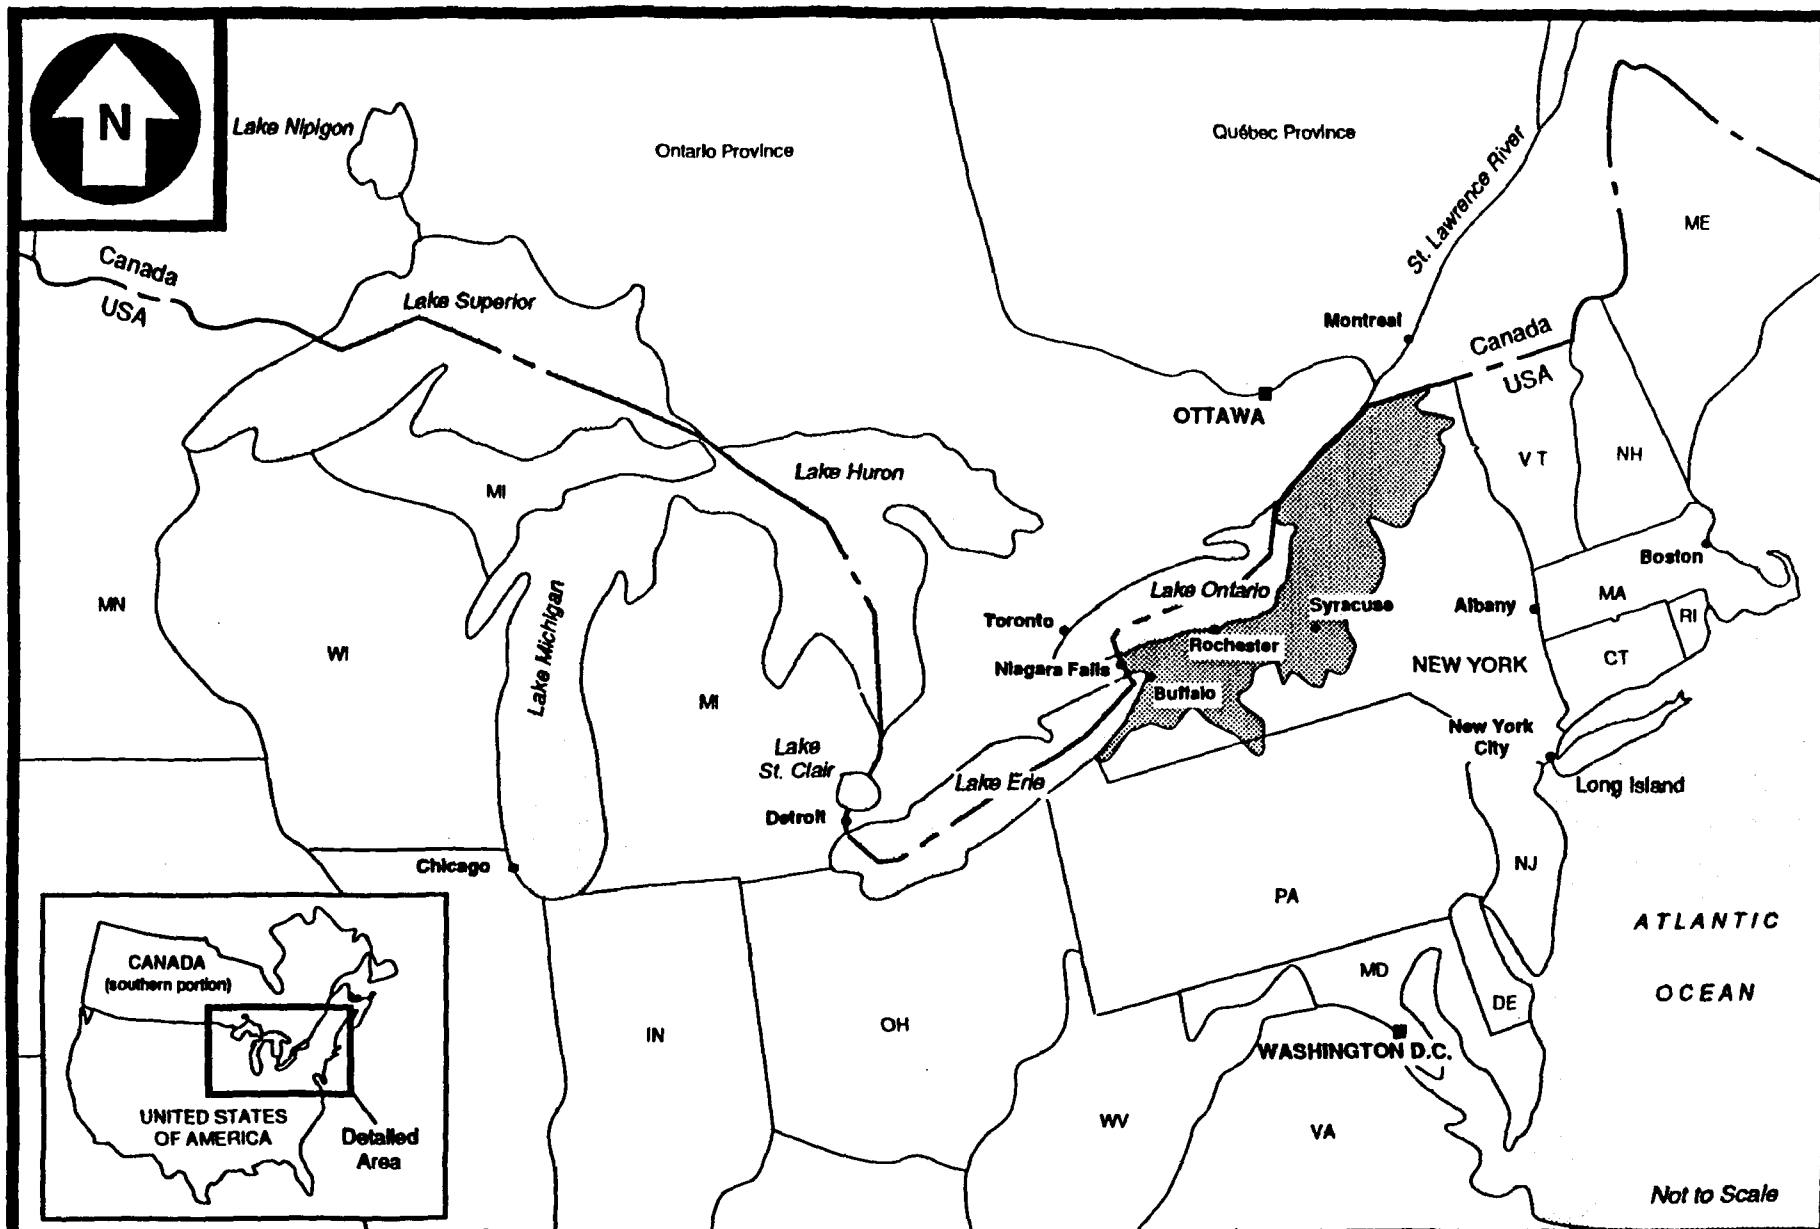 N
Lake Nipigon
Ontario Province
Québec Province
St. Lawrence River
ME
Canada
USA
Lake Superior
Montreal
Canada
USA
OTTAWA
Lake Huron
MI
VT
NH
Boston
MN
WI
Lake Michigan
MI
Lake Ontario
Toronto
Syracuse
Albany
MA
RI
CT
Rochester
Niagara Falls
NEW YORK
Buffalo
New York
City
Long Island
Lake
St. Clair
Lake Erie
Detroit
Chicago
NJ
PA
ATLANTIC
OCEAN
MD
DE
IN
OH
WASHINGTON D.C.
WV
VA
CANADA
(southern portion)
UNITED STATES
OF AMERICA
Detailed
Area
Not to Scale